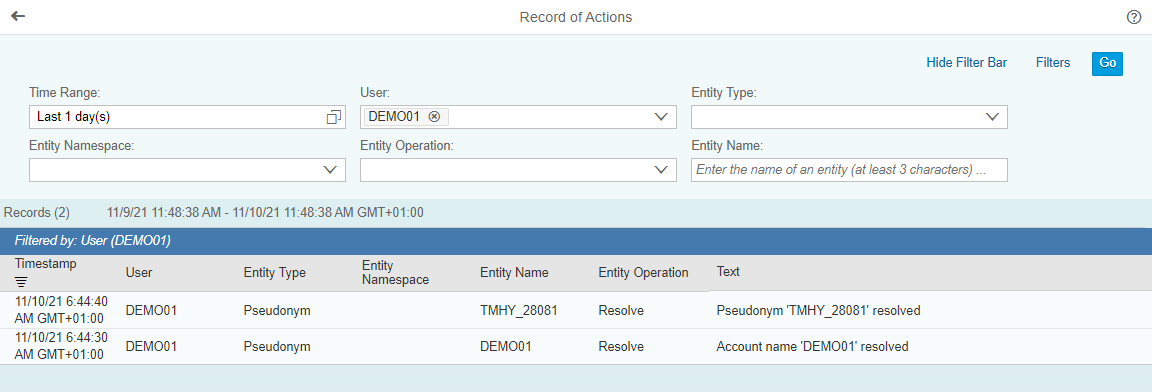 Record of Actions
Hide Filter Bar Filters Go
Time Range: User: Entity Type:
Last 1 day(s) DEMO01
Entity Namespace: Entity Operation: Entity Name:
Enter the name of an entity (at least 3 characters) ...
Records (2) 11/9/21 11:48:38 AM - 11/10/21 11:48:38 AM GMT+01:00
Filtered by: User (DEMO01)
Timestamp User Entity Type Entity Namespace Entity Name Entity Operation Text
11/10/21 6:44:40 AM GMT+01:00 DEMO01 Pseudonym TMHY_28081 Resolve Pseudonym 'TMHY_28081' resolved
11/10/21 6:44:30 AM GMT+01:00 DEMO01 Pseudonym DEMO01 Resolve Account name 'DEMO01' resolved